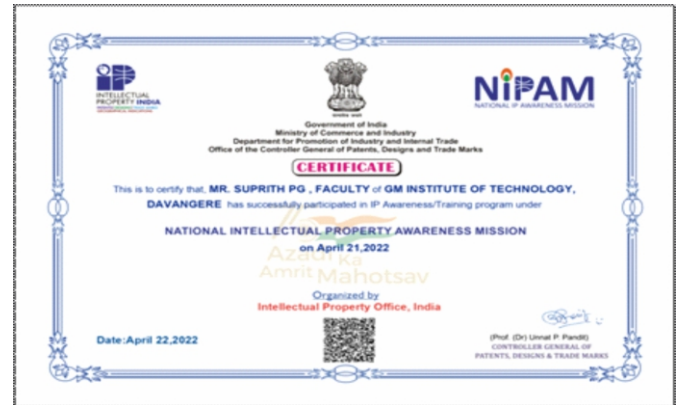 iP
INTELLECTUAL
PROPERTY INDIA
NiPAM
NATIONAL IP AWARENESS MISSION
Government of India
Ministry of Commerce and Industry
Department for Promotion of Industry and Internal Trade
Office of the Controller General of Patents, Designs and Trade Marks
CERTIFICATE
This is to certify that, MR. SUPRITH PG , FACULTY of GM INSTITUTE OF TECHNOLOGY,
DAVANGERE has successfully participated in IP Awareness/Training program under
NATIONAL INTELLECTUAL PROPERTY AWARENESS MISSION
on April 21,2022
Azadi Ka
Amrit Mahotsav
Organized by
Intellectual Property Office, India
Date:April 22,2022
(Prof. (Dr) Unnat P. Pandit)
CONTROLLER GENERAL OF
PATENTS, DESIGNS & TRADE MARKS